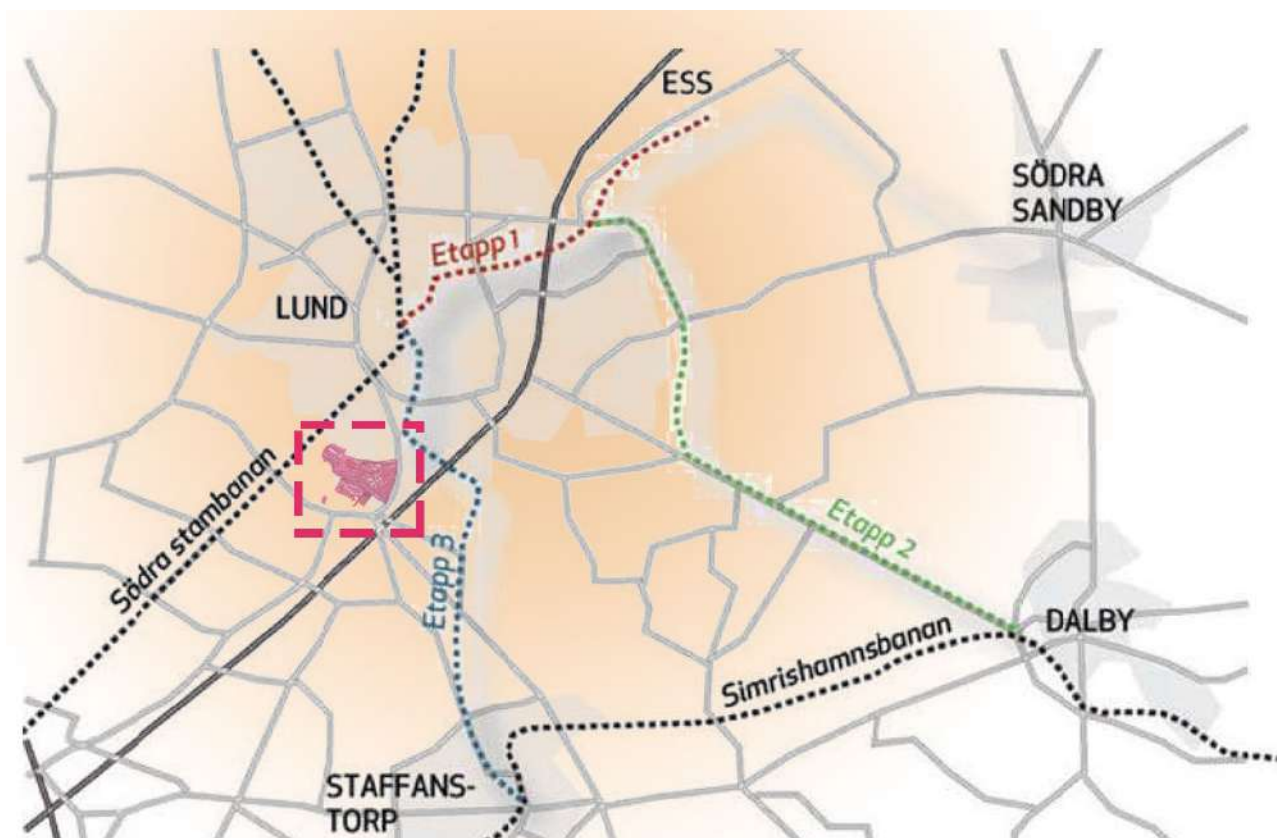 ESS
SÖDRA
SANDBY
Etapp 1
LUND
Södra stambanan
Etapp 3
Etapp 2
DALBY
Simrishamnsbanan
STAFFANS-
TORP